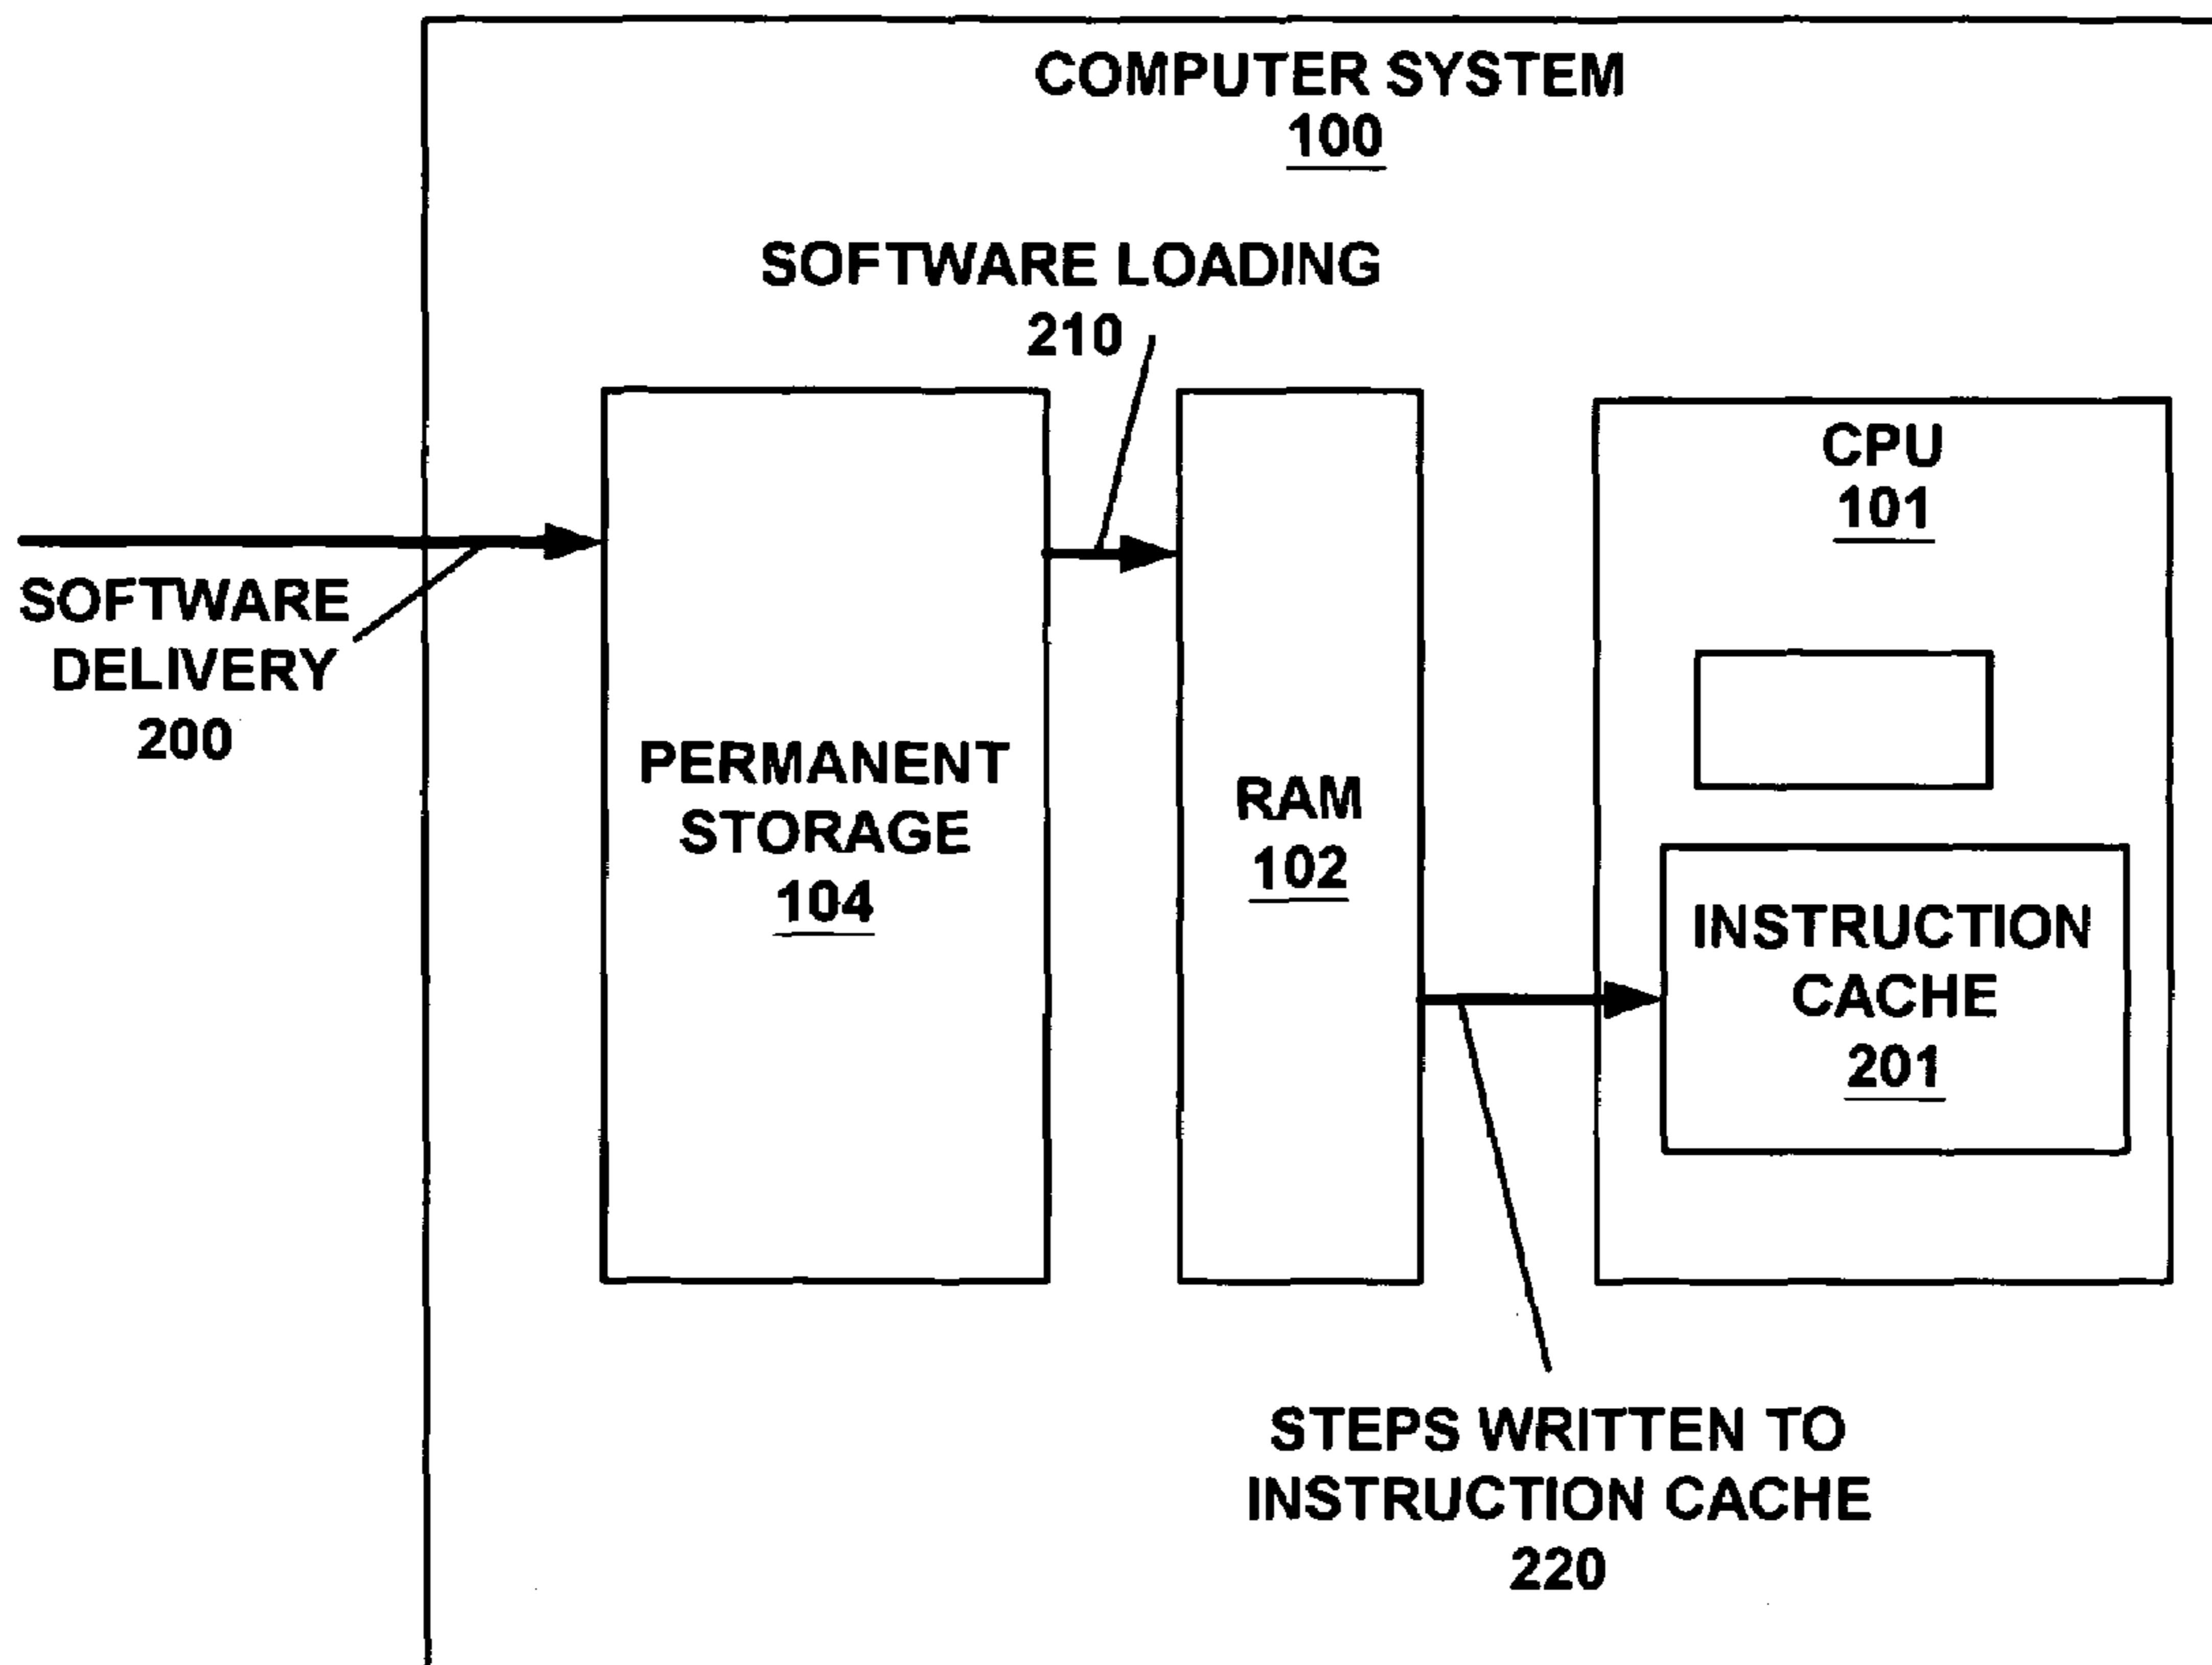 COMPUTER SYSTEM
100
SOFTWARE LOADING
210
CPU
101
SOFTWARE
DELIVERY
200
PERMANENT
STORAGE
104
RAM
102
INSTRUCTION
CACHE
201
STEPS WRITTEN TO
INSTRUCTION CACHE
220